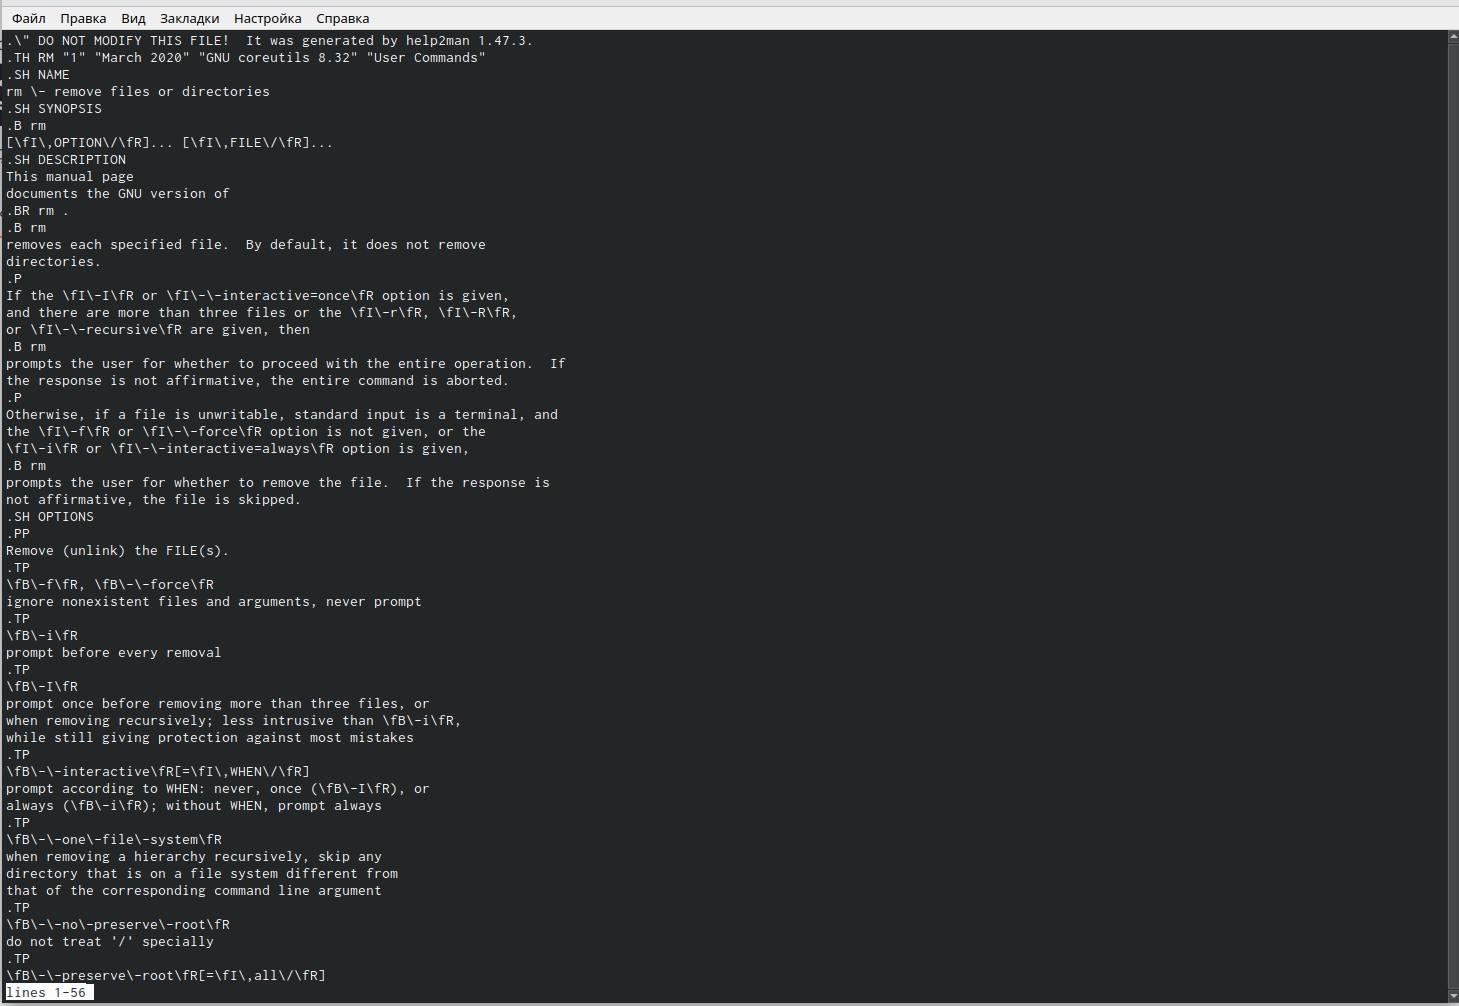 Файл Правка Вид Закладки Настройка Справка
.\" DO NOT MODIFY THIS FILE!  It was generated by help2man 1.47.3.
.TH RM "1" "March 2020" "GNU coreutils 8.32" "User Commands"
.SH NAME
rm \- remove files or directories
.SH SYNOPSIS
.B rm
[\fI\,OPTION\/\fR]... [\fI\,FILE\/\fR]...
.SH DESCRIPTION
This manual page
documents the GNU version of
.BR rm .
.B rm
removes each specified file.  By default, it does not remove
directories.
.P
If the \fI\-I\fR or \fI\-\-interactive=once\fR option is given,
and there are more than three files or the \fI\-r\fR, \fI\-R\fR,
or \fI\-\-recursive\fR are given, then
.B rm
prompts the user for whether to proceed with the entire operation.  If
the response is not affirmative, the entire command is aborted.
.P
Otherwise, if a file is unwritable, standard input is a terminal, and
the \fI\-f\fR or \fI\-\-force\fR option is not given, or the
\fI\-i\fR or \fI\-\-interactive=always\fR option is given,
.B rm
prompts the user for whether to remove the file.  If the response is
not affirmative, the file is skipped.
.SH OPTIONS
.PP
Remove (unlink) the FILE(s).
.TP
\fB\-f\fR, \fB\-\-force\fR
ignore nonexistent files and arguments, never prompt
.TP
\fB\-i\fR
prompt before every removal
.TP
\fB\-I\fR
prompt once before removing more than three files, or
when removing recursively; less intrusive than \fB\-i\fR,
while still giving protection against most mistakes
.TP
\fB\-\-interactive\fR[=\fI\,WHEN\/\fR]
prompt according to WHEN: never, once (\fB\-I\fR), or
always (\fB\-i\fR); without WHEN, prompt always
.TP
\fB\-\-one\-file\-system\fR
when removing a hierarchy recursively, skip any
directory that is on a file system different from
that of the corresponding command line argument
.TP
\fB\-\-no\-preserve\-root\fR
do not treat '/' specially
.TP
\fB\-\-preserve\-root\fR[=\fI\,all\/\fR]
lines 1-56